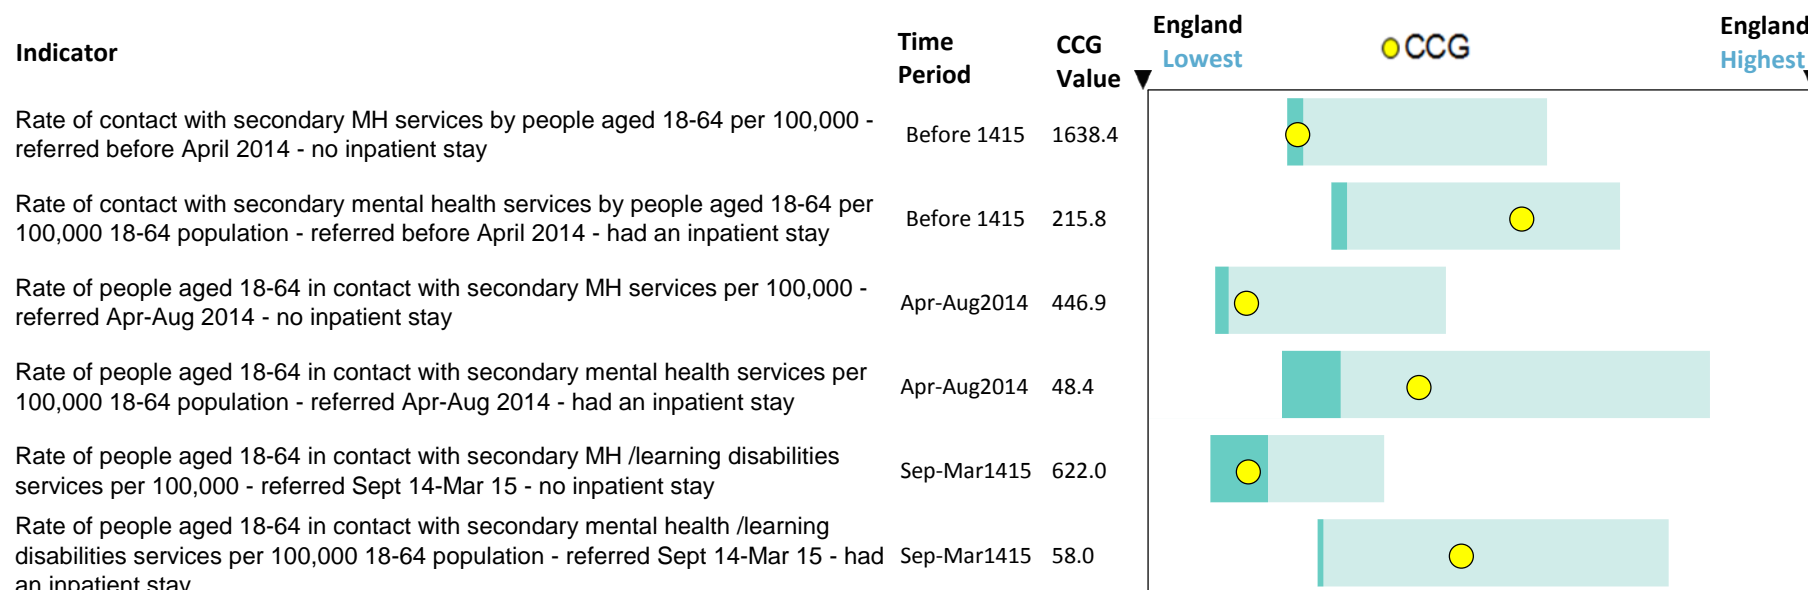 Indicator
Time Period
CCG Value
England Lowest
CCG
England Highest
Rate of contact with secondary MH services by people aged 18-64 per 100,000 -
referred before April 2014 - no inpatient stay
Before 1415 1638.4
Rate of contact with secondary mental health services by people aged 18-64 per
100,000 18-64 population - referred before April 2014 - had an inpatient stay
Before 1415 215.8
Rate of people aged 18-64 in contact with secondary MH services per 100,000 -
referred Apr-Aug 2014 - no inpatient stay
Apr-Aug2014 446.9
Rate of people aged 18-64 in contact with secondary mental health services per
100,000 18-64 population - referred Apr-Aug 2014 - had an inpatient stay
Apr-Aug2014 48.4
Rate of people aged 18-64 in contact with secondary MH /learning disabilities
services per 100,000 - referred Sept 14-Mar 15 - no inpatient stay
Sep-Mar1415 622.0
Rate of people aged 18-64 in contact with secondary mental health /learning
disabilities services per 100,000 18-64 population - referred Sept 14-Mar 15 - had
an inpatient stay
Sep-Mar1415 58.0